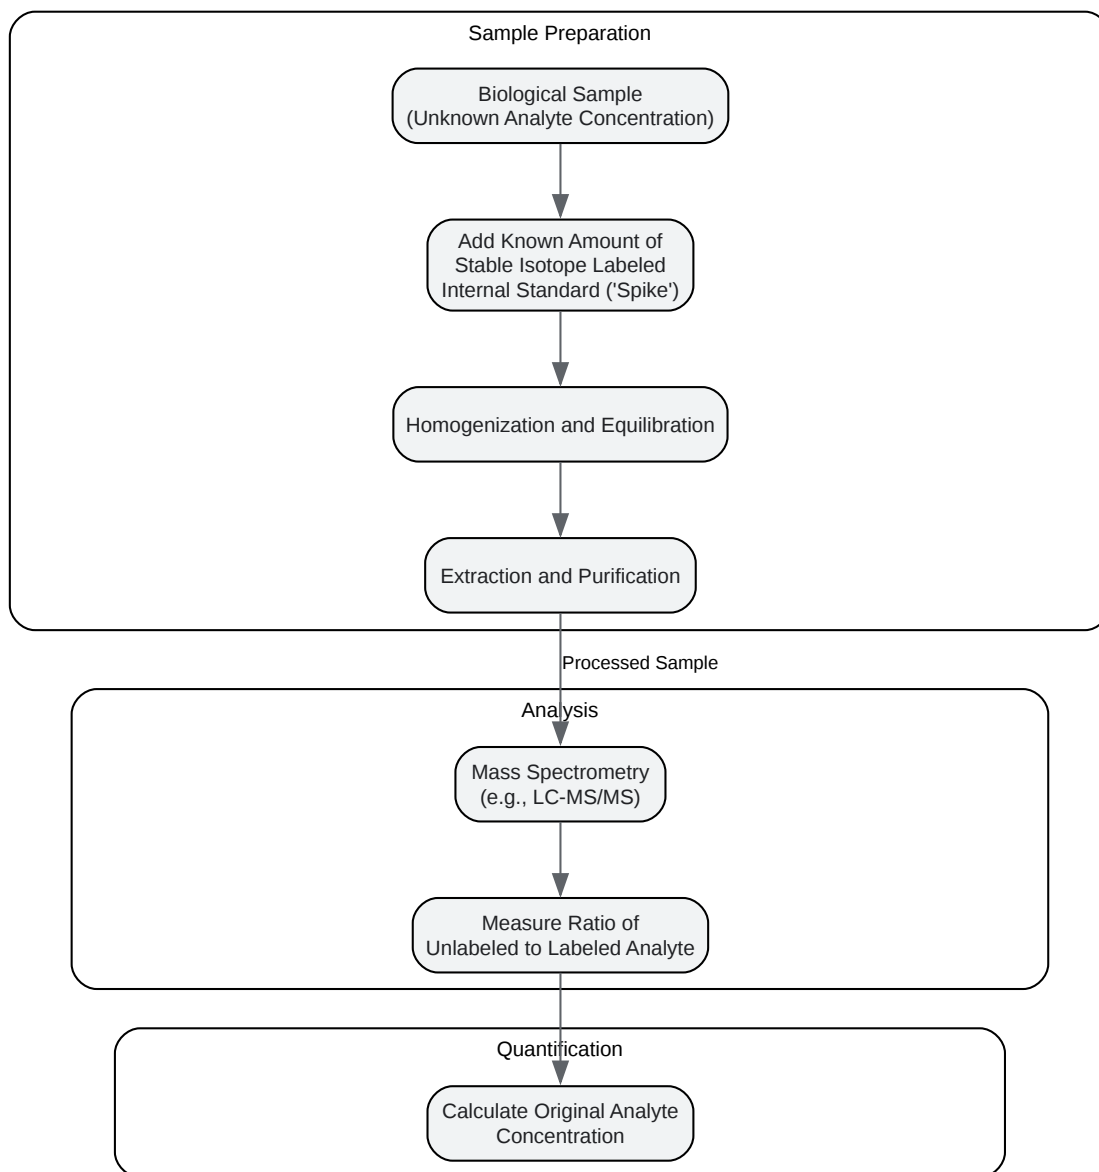 Sample Preparation
Biological Sample
(Unknown Analyte Concentration)
Add Known Amount of
Stable Isotope Labeled
Internal Standard ('Spike')
Homogenization and Equilibration
Extraction and Purification
Processed Sample
Analysis
Mass Spectrometry
(e.g., LC-MS/MS)
Measure Ratio of
Unlabeled to Labeled Analyte
Quantification
Calculate Original Analyte
Concentration